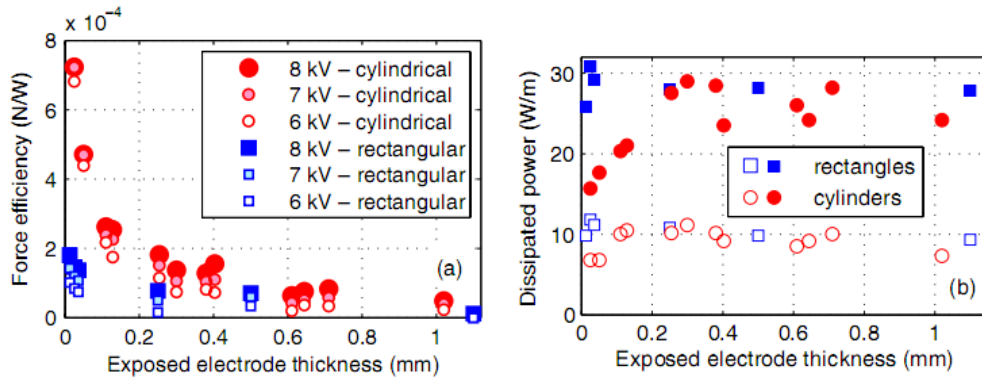 x 10⁻⁴
8
6
4
2
0
Force efficiency (N/W)
8 kV – cylindrical
7 kV – cylindrical
6 kV – cylindrical
8 kV – rectangular
7 kV – rectangular
6 kV – rectangular
(a)
0 0.2 0.4 0.6 0.8 1
Exposed electrode thickness (mm)
30
20
10
0
Dissipated power (W/m)
rectangles
cylinders
(b)
0 0.2 0.4 0.6 0.8 1
Exposed electrode thickness (mm)